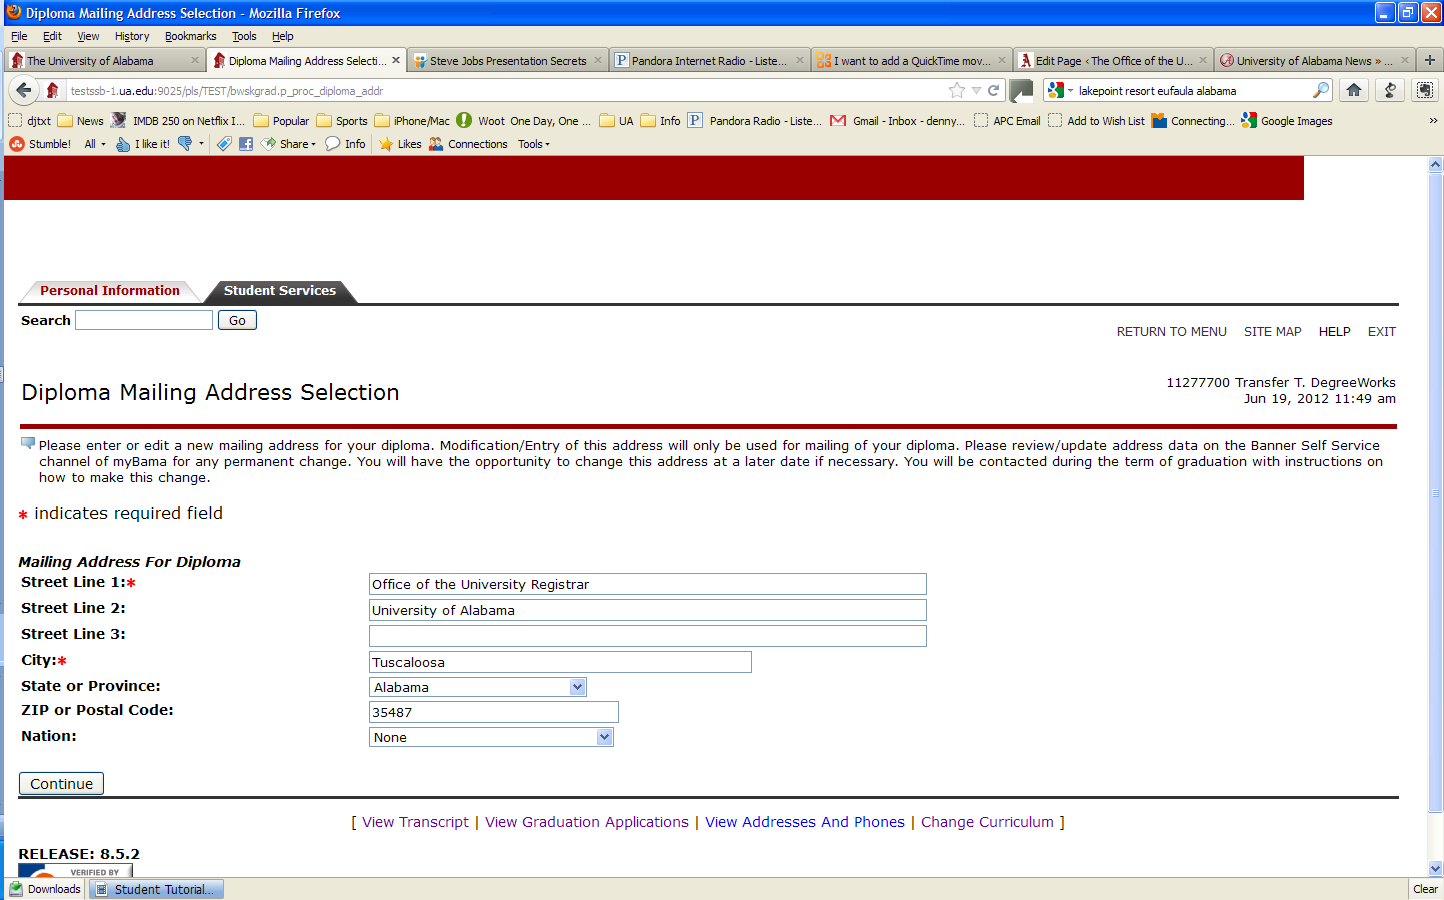 Diploma Mailing Address Selection - Mozilla Firefox
File Edit View History Bookmarks Tools Help
The University of Alabama
Diploma Mailing Address Selecti...
Steve Jobs Presentation Secrets
Pandora Internet Radio - Liste...
I want to add a QuickTime mov...
Edit Page ‹ The Office of the U...
University of Alabama News » ...
testssb-1.ua.edu:9025/pls/TEST/bwskgrad.p_proc_diploma_addr
lakepoint resort eufaula alabama
djtxt News IMDB 250 on Netflix I... Popular Sports iPhone/Mac Woot One Day, One ... UA Info Pandora Radio - Liste... Gmail - Inbox - denny,... APC Email Add to Wish List Connecting... Google Images »
Stumble! All I like it! Share Info Likes Connections Tools
Personal Information Student Services
Search Go
RETURN TO MENU SITE MAP HELP EXIT
Diploma Mailing Address Selection
11277700 Transfer T. DegreeWorks
Jun 19, 2012 11:49 am
Please enter or edit a new mailing address for your diploma. Modification/Entry of this address will only be used for mailing of your diploma. Please review/update address data on the Banner Self Service
channel of myBama for any permanent change. You will have the opportunity to change this address at a later date if necessary. You will be contacted during the term of graduation with instructions on
how to make this change.
* indicates required field
Mailing Address For Diploma
Street Line 1:* Office of the University Registrar
Street Line 2: University of Alabama
Street Line 3:
City:* Tuscaloosa
State or Province: Alabama
ZIP or Postal Code: 35487
Nation: None
Continue
[ View Transcript | View Graduation Applications | View Addresses And Phones | Change Curriculum ]
RELEASE: 8.5.2
VERIFIED BY
Downloads Student Tutorial... Clear